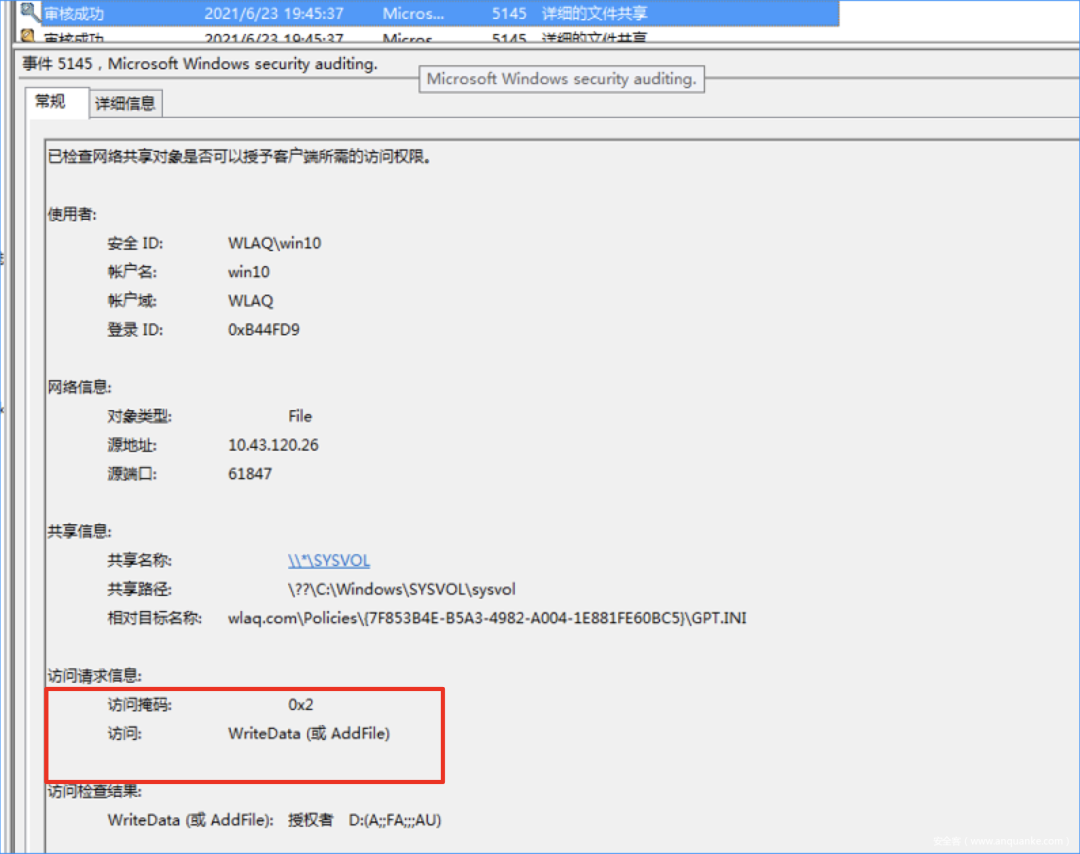 审核成功 2021/6/23 19:45:37 Micros... 5145 详细的文件共享
审核成功 2021/6/23 19:45:37 Micros... 5145 详细的文件共享
事件 5145，Microsoft Windows security auditing.
Microsoft Windows security auditing.
常规 详细信息
已检查网络共享对象是否可以授予客户端所需的访问权限。
使用者:
安全 ID: WLAQ\win10
帐户名: win10
帐户域: WLAQ
登录 ID: 0xB44FD9
网络信息:
对象类型: File
源地址: 10.43.120.26
源端口: 61847
共享信息:
共享名称: \\*\SYSVOL
共享路径: \??\C:\Windows\SYSVOL\sysvol
相对目标名称: wlaq.com\Policies\{7F853B4E-B5A3-4982-A004-1E881FE60BC5}\GPT.INI
访问请求信息:
访问掩码: 0x2
访问: WriteData (或 AddFile)
访问检查结果:
WriteData (或 AddFile): 授权者 D:(A;;FA;;;AU)
安全客 ( www.anquanke.com )